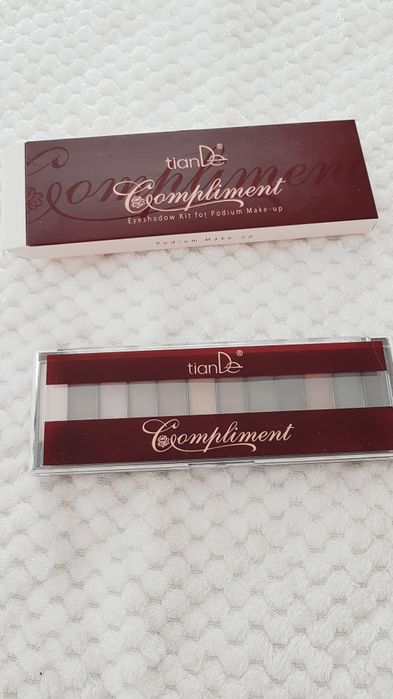 tianDe®
Compliment
Compliment
Eyeshadow Kit for Podium Make-up
Podium Make-up
tianDe®
Compliment